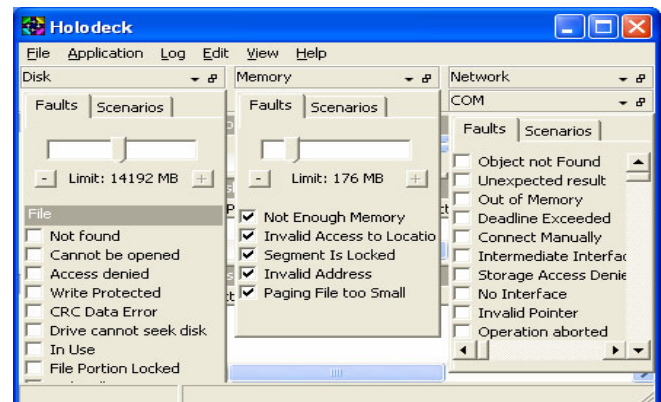 Holodeck
File Application Log Edit View Help
Disk
Faults Scenarios
- Limit: 14192 MB +
File
Not found
Cannot be opened
Access denied
Write Protected
CRC Data Error
Drive cannot seek disk
In Use
File Portion Locked
Memory
Faults Scenarios
- Limit: 176 MB +
Not Enough Memory
Invalid Access to Locatio
Segment Is Locked
Invalid Address
Paging File too Small
Network
COM
Faults Scenarios
Object not Found
Unexpected result
Out of Memory
Deadline Exceeded
Connect Manually
Intermediate Interfac
Storage Access Denie
No Interface
Invalid Pointer
Operation aborted